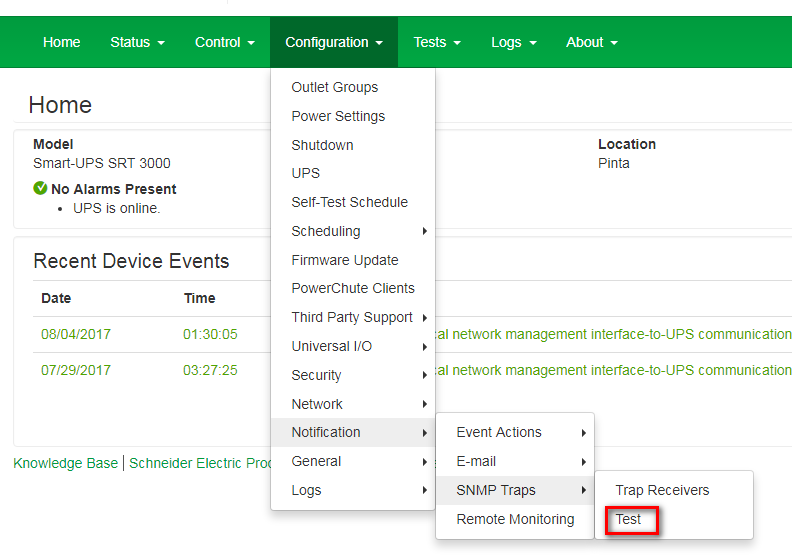 Home Status Control Configuration Tests Logs About
Home
Model
Smart-UPS SRT 3000
Location
Pinta
No Alarms Present
• UPS is online.
Recent Device Events
Date Time
08/04/2017 01:30:05 cal network management interface-to-UPS communication
07/29/2017 03:27:25 cal network management interface-to-UPS communication
Knowledge Base | Schneider Electric Prod
Outlet Groups
Power Settings
Shutdown
UPS
Self-Test Schedule
Scheduling
Firmware Update
PowerChute Clients
Third Party Support
Universal I/O
Security
Network
Notification
General
Logs
Event Actions
E-mail
SNMP Traps
Remote Monitoring
Trap Receivers
Test